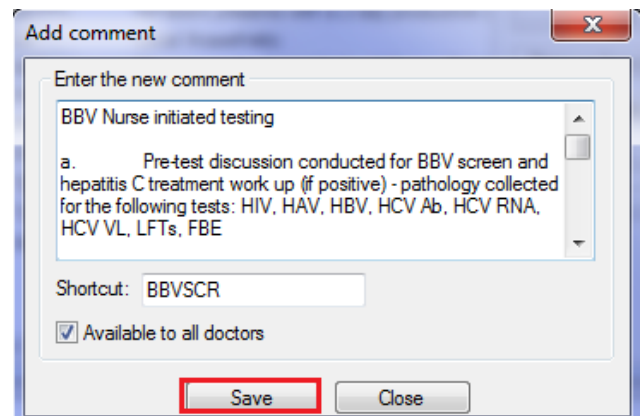 Add comment
Enter the new comment
BBV Nurse initiated testing
a. Pre-test discussion conducted for BBV screen and
hepatitis C treatment work up (if positive) - pathology collected
for the following tests: HIV, HAV, HBV, HCV Ab, HCV RNA,
HCV VL, LFTs, FBE
Shortcut: BBVSCR
Available to all doctors
Save Close